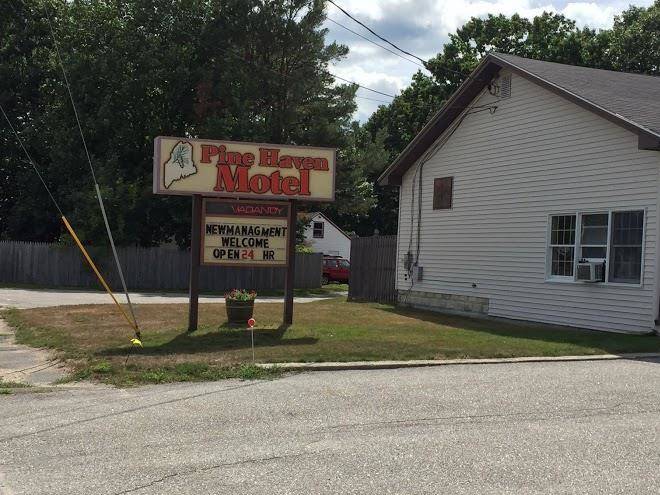 Pine Haven
Motel
VACANCY
NEWMANAGMENT
WELCOME
OPEN 24 HR